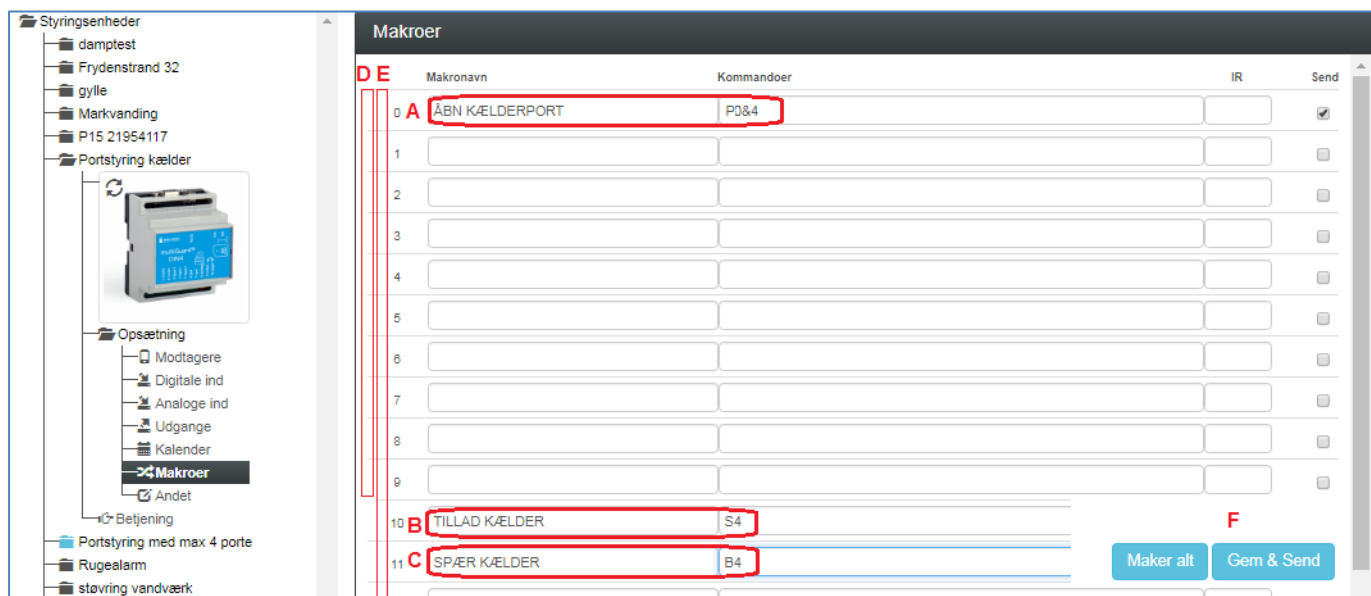 Styringsenheder
damptest
Frydenstrand 32
gylle
Markvanding
P15 21954117
Portstyring kælder
Opsætning
Modtagere
Digitale ind
Analoge ind
Udgange
Kalender
Makroer
Andet
Betjening
Portstyring med max 4 porte
Rugealarm
støvring vandværk
Makroer
D E Makronavn Kommandoer IR Send
0 A ÅBN KÆLDERPORT P0&4
1
2
3
4
5
6
7
8
9
10 B TILLAD KÆLDER S4 F
11 C SPÆR KÆLDER B4 Maker alt Gem & Send